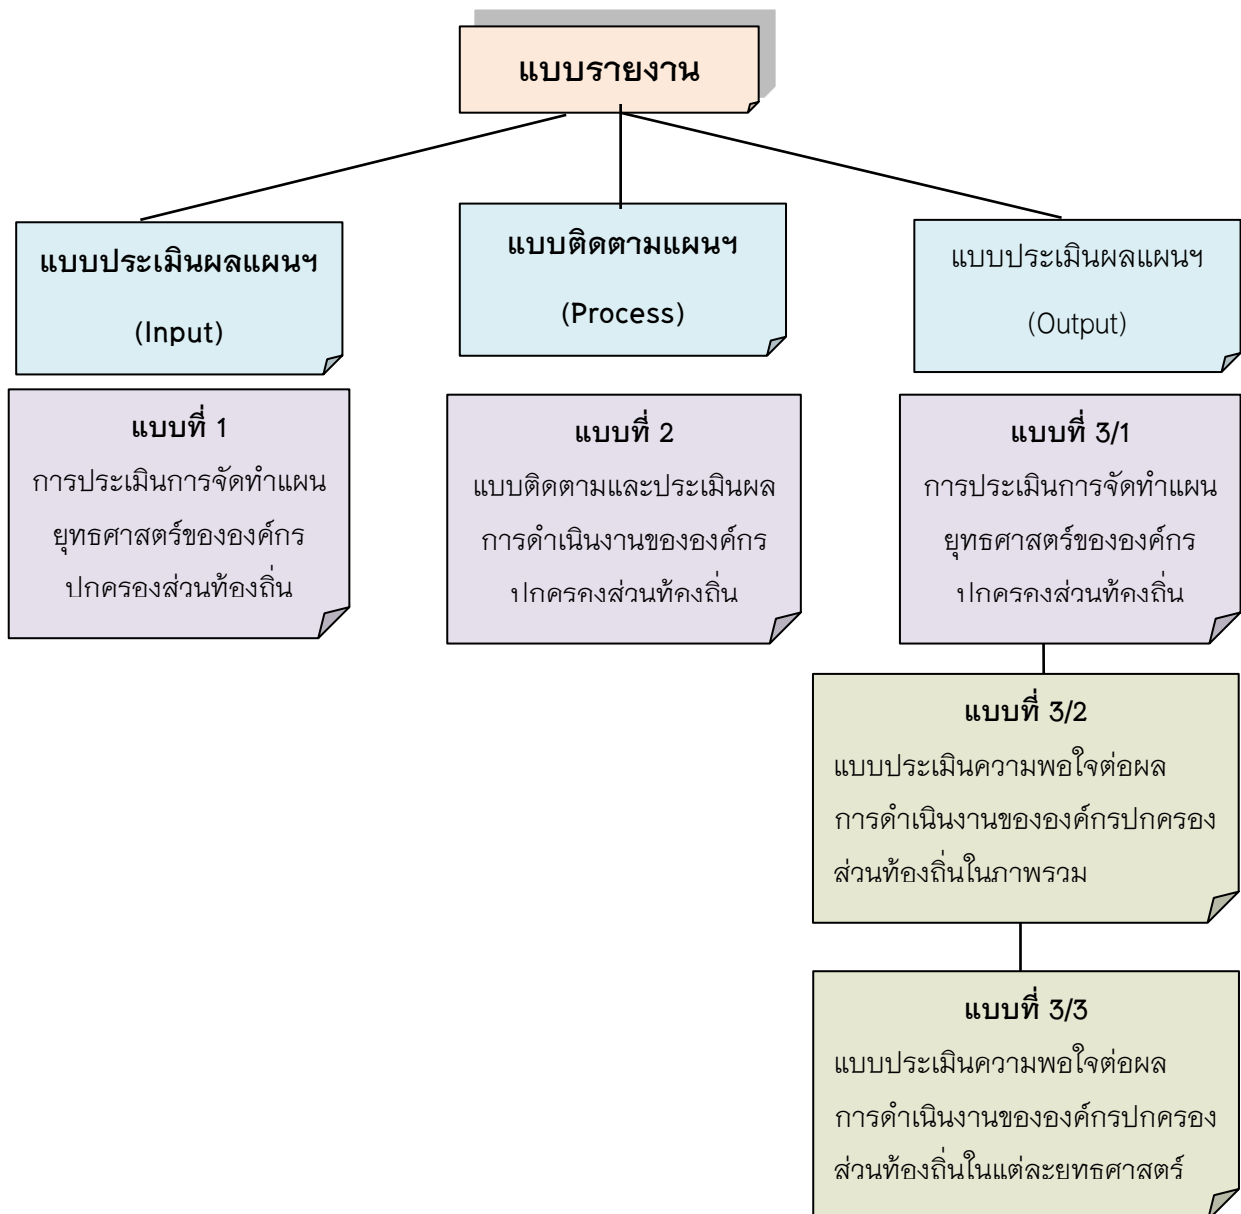 แบบรายงาน
แบบประเมินผลแผนฯ
(Input)
แบบติดตามแผนฯ
(Process)
แบบประเมินผลแผนฯ
(Output)
แบบที่ 1
การประเมินการจัดทำแผน
ยุทธศาสตร์ขององค์กร
ปกครองส่วนท้องถิ่น
แบบที่ 2
แบบติดตามและประเมินผล
การดำเนินงานขององค์กร
ปกครองส่วนท้องถิ่น
แบบที่ 3/1
การประเมินการจัดทำแผน
ยุทธศาสตร์ขององค์กร
ปกครองส่วนท้องถิ่น
แบบที่ 3/2
แบบประเมินความพอใจต่อผล
การดำเนินงานขององค์กรปกครอง
ส่วนท้องถิ่นในภาพรวม
แบบที่ 3/3
แบบประเมินความพอใจต่อผล
การดำเนินงานขององค์กรปกครอง
ส่วนท้องถิ่นในแต่ละยุทธศาสตร์